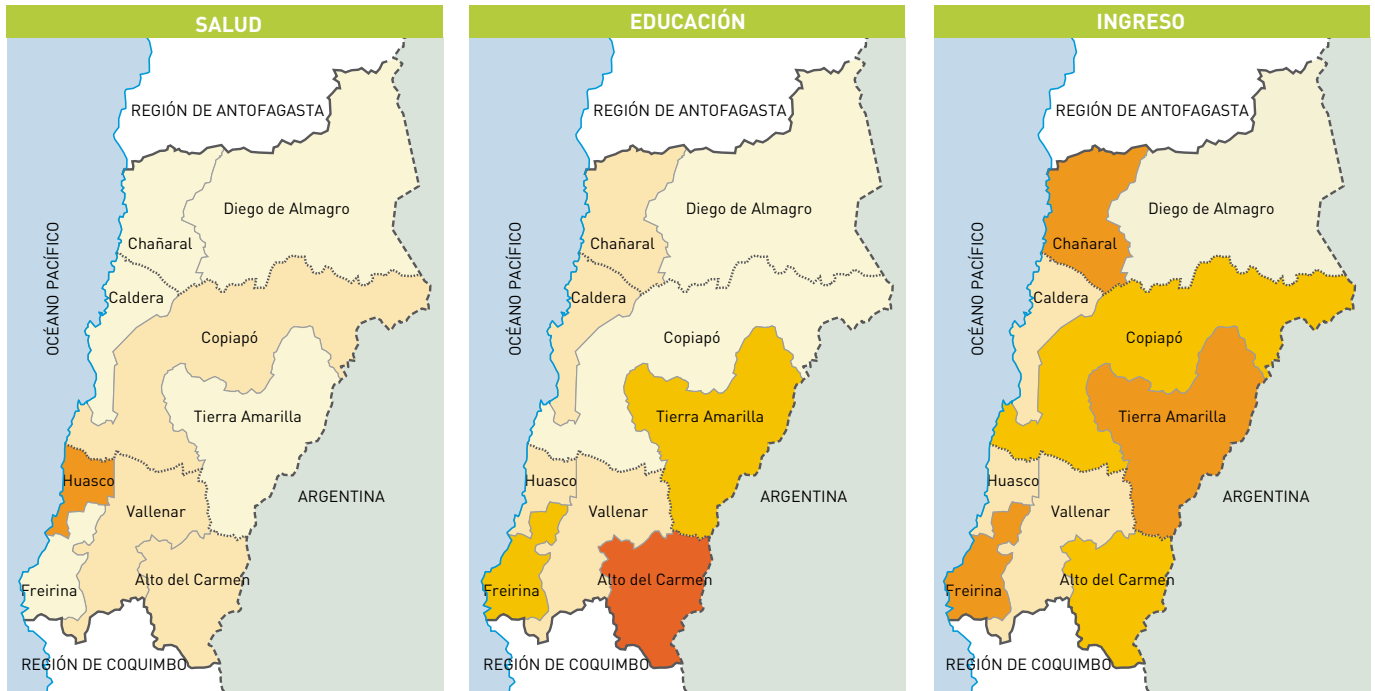 SALUD
REGIÓN DE ANTOFAGASTA
Diego de Almagro
Chañaral
OCÉANO PACÍFICO
Caldera
Copiapó
Tierra Amarilla
Huasco
ARGENTINA
Vallenar
Alto del Carmen
Freirina
REGIÓN DE COQUIMBO
EDUCACIÓN
REGIÓN DE ANTOFAGASTA
Diego de Almagro
Chañaral
OCÉANO PACÍFICO
Caldera
Copiapó
Tierra Amarilla
Huasco
ARGENTINA
Vallenar
Alto del Carmen
Freirina
REGIÓN DE COQUIMBO
INGRESO
REGIÓN DE ANTOFAGASTA
Diego de Almagro
Chañaral
OCÉANO PACÍFICO
Caldera
Copiapó
Tierra Amarilla
Huasco
ARGENTINA
Vallenar
Alto del Carmen
Freirina
REGIÓN DE COQUIMBO